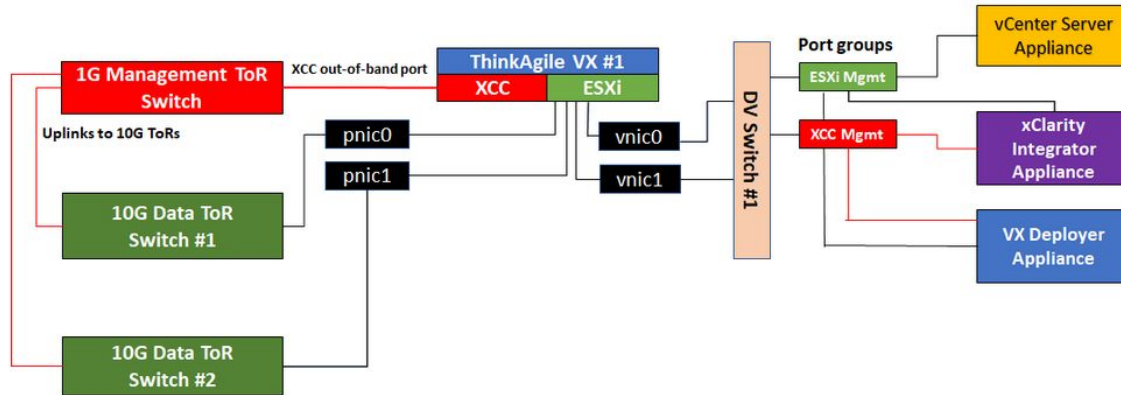 1G Management ToR
Switch
XCC out-of-band port
ThinkAgile VX #1
XCC
ESXi
Port groups
vCenter Server
Appliance
ESXi Mgmt
Uplinks to 10G ToRs
pnic0
vnic0
DV Switch #1
XCC Mgmt
xClarity
Integrator
Appliance
pnic1
vnic1
10G Data ToR
Switch #1
VX Deployer
Appliance
10G Data ToR
Switch #2